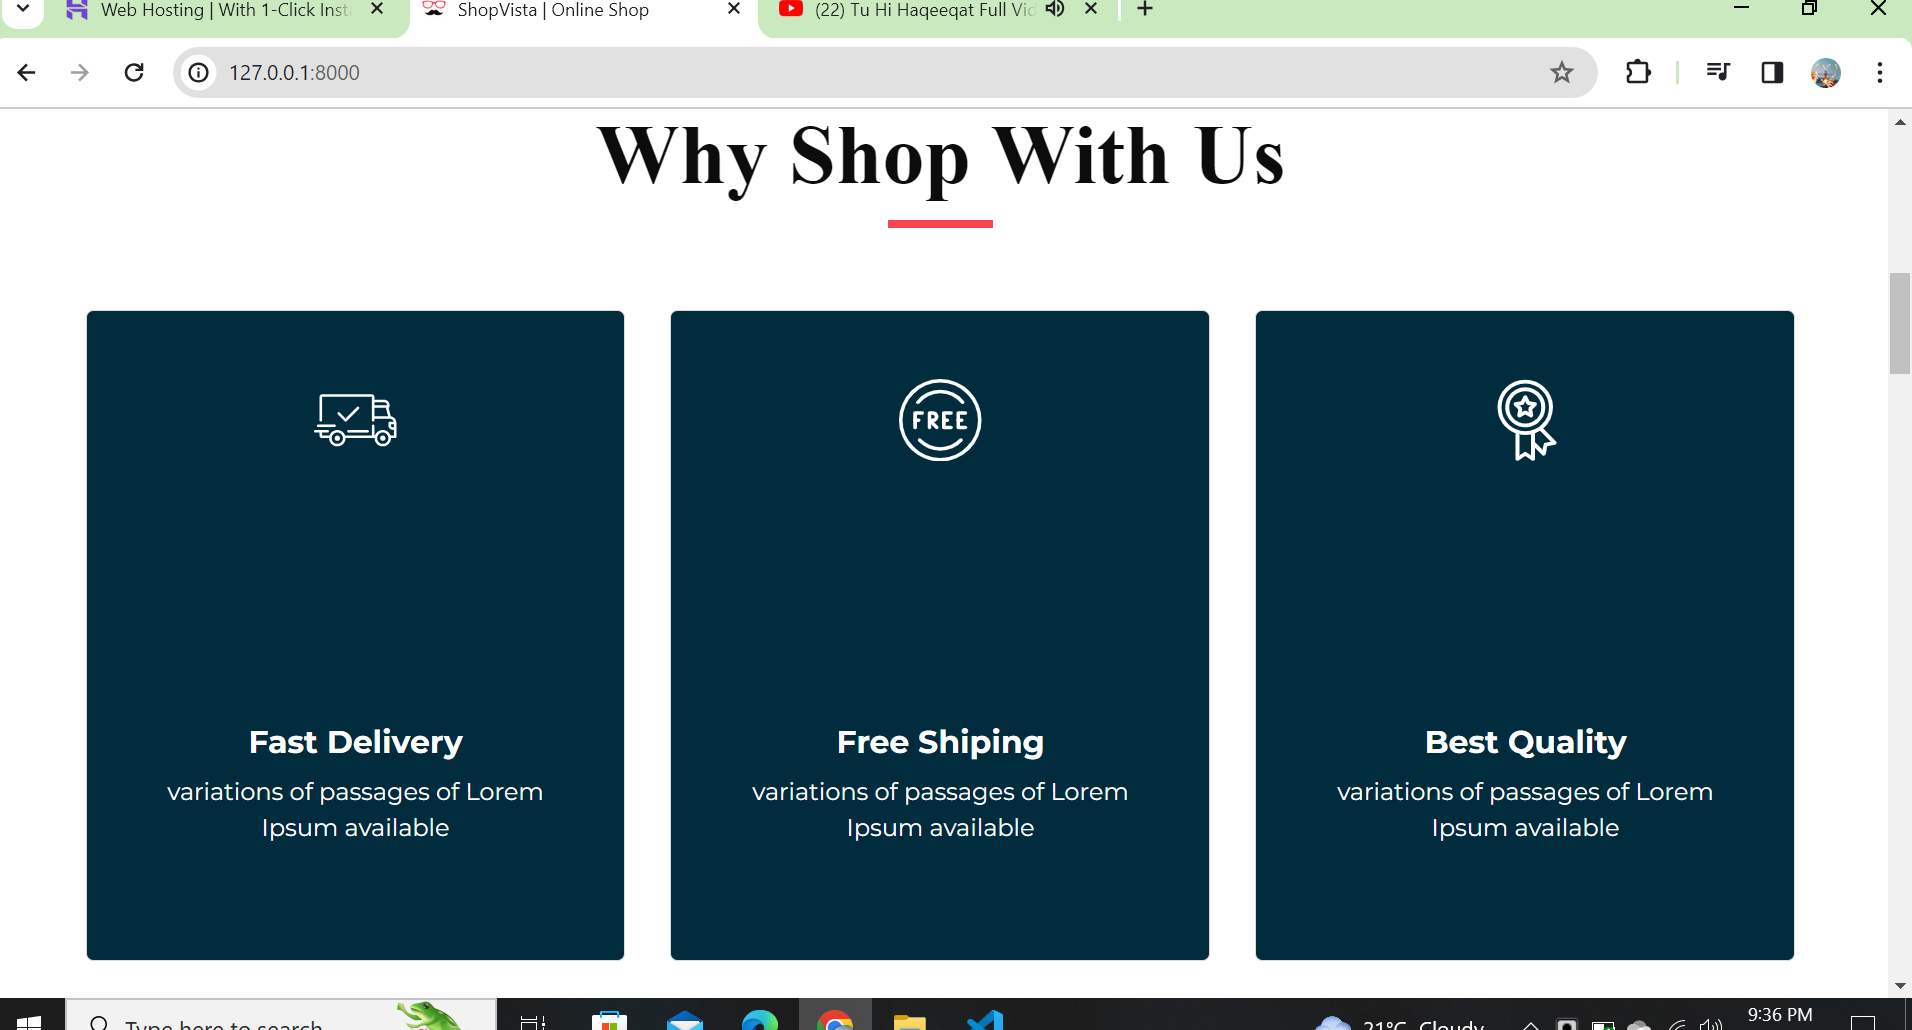 Web Hosting | With 1-Click Inst
ShopVista | Online Shop
(22) Tu Hi Haqeeqat Full Vid
127.0.0.1:8000
Why Shop With Us
FREE
Fast Delivery
variations of passages of Lorem
Ipsum available
Free Shiping
variations of passages of Lorem
Ipsum available
Best Quality
variations of passages of Lorem
Ipsum available
Type here to search
21°C Cloudy
9:36 PM